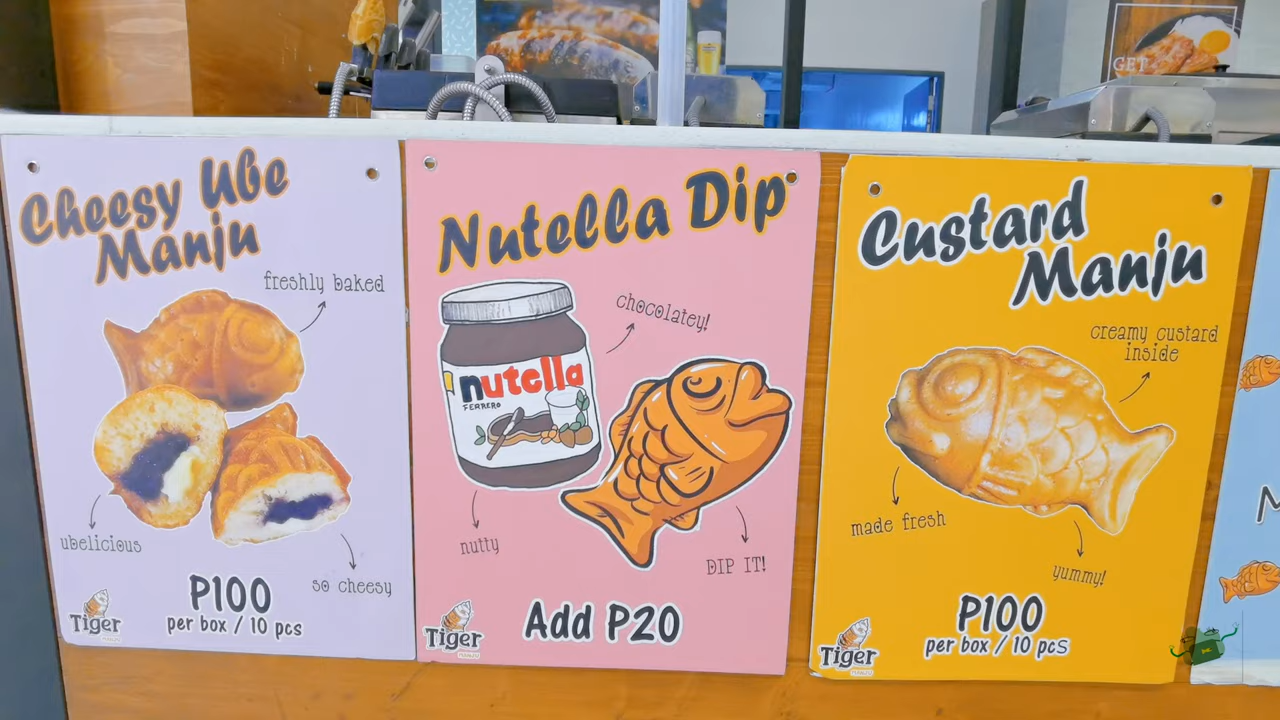 GET
Cheesy Ube
Manju
freshly baked
ubelicious
so cheesy
P100
per box / 10 pcs
Tiger
Nutella Dip
chocolatey!
nutella
FERRERO
nutty
DIP IT!
Add P20
Tiger
Custard
Manju
creamy custard
inside
made fresh
yummy!
P100
per box / 10 pcs
Tiger
M